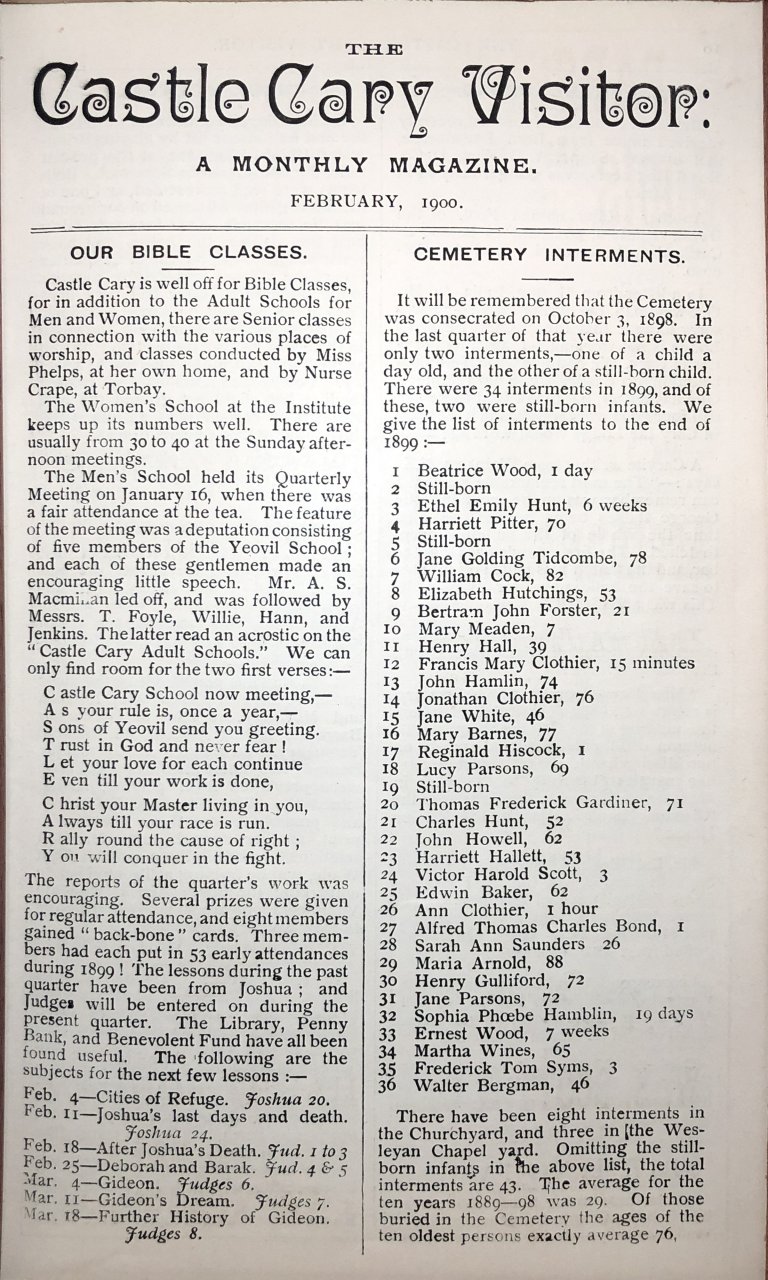 THE
Castle Cary Visitor:
A MONTHLY MAGAZINE.
FEBRUARY, 1900.
OUR BIBLE CLASSES.
Castle Cary is well off for Bible Classes,
for in addition to the Adult Schools for
Men and Women, there are Senior classes
in connection with the various places of
worship, and classes conducted by Miss
Phelps, at her own home, and by Nurse
Crape, at Torbay.
The Women's School at the Institute
keeps up its numbers well. There are
usually from 30 to 40 at the Sunday after-
noon meetings.
The Men's School held its Quarterly
Meeting on January 16, when there was
a fair attendance at the tea. The feature
of the meeting was a deputation consisting
of five members of the Yeovil School ;
and each of these gentlemen made an
encouraging little speech. Mr. A. S.
Macmillan led off, and was followed by
Messrs. T. Foyle, Willie, Hann, and
Jenkins. The latter read an acrostic on the
"Castle Cary Adult Schools." We can
only find room for the two first verses:—
C astle Cary School now meeting,—
A s your rule is, once a year,—
S ons of Yeovil send you greeting.
T rust in God and never fear !
L et your love for each continue
E ven till your work is done,
C hrist your Master living in you,
A lways till your race is run.
R ally round the cause of right ;
Y ou will conquer in the fight.
The reports of the quarter's work was
encouraging. Several prizes were given
for regular attendance, and eight members
gained "back-bone" cards. Three mem-
bers had each put in 53 early attendances
during 1899 ! The lessons during the past
quarter have been from Joshua ; and
Judges will be entered on during the
present quarter. The Library, Penny
Bank, and Benevolent Fund have all been
found useful. The following are the
subjects for the next few lessons :—
Feb. 4—Cities of Refuge. Joshua 20.
Feb. 11—Joshua's last days and death.
Joshua 24.
Feb. 18—After Joshua's Death. Jud. 1 to 3
Feb. 25—Deborah and Barak. Jud. 4 & 5
Mar. 4—Gideon. Judges 6.
Mar. 11—Gideon's Dream. Judges 7.
Mar. 18—Further History of Gideon.
Judges 8.
CEMETERY INTERMENTS.
It will be remembered that the Cemetery
was consecrated on October 3, 1898. In
the last quarter of that year there were
only two interments,—one of a child a
day old, and the other of a still-born child.
There were 34 interments in 1899, and of
these, two were still-born infants. We
give the list of interments to the end of
1899 :—
1 Beatrice Wood, 1 day
2 Still-born
3 Ethel Emily Hunt, 6 weeks
4 Harriett Pitter, 70
5 Still-born
6 Jane Golding Tidcombe, 78
7 William Cock, 82
8 Elizabeth Hutchings, 53
9 Bertram John Forster, 21
10 Mary Meaden, 7
11 Henry Hall, 39
12 Francis Mary Clothier, 15 minutes
13 John Hamlin, 74
14 Jonathan Clothier, 76
15 Jane White, 46
16 Mary Barnes, 77
17 Reginald Hiscock, 1
18 Lucy Parsons, 69
19 Still-born
20 Thomas Frederick Gardiner, 71
21 Charles Hunt, 52
22 John Howell, 62
23 Harriett Hallett, 53
24 Victor Harold Scott, 3
25 Edwin Baker, 62
26 Ann Clothier, 1 hour
27 Alfred Thomas Charles Bond, 1
28 Sarah Ann Saunders 26
29 Maria Arnold, 88
30 Henry Gulliford, 72
31 Jane Parsons, 72
32 Sophia Phœbe Hamblin, 19 days
33 Ernest Wood, 7 weeks
34 Martha Wines, 65
35 Frederick Tom Syms, 3
36 Walter Bergman, 46
There have been eight interments in
the Churchyard, and three in [the Wes-
leyan Chapel yard. Omitting the still-
born infants in the above list, the total
interments are 43. The average for the
ten years 1889—98 was 29. Of those
buried in the Cemetery the ages of the
ten oldest persons exactly average 76,